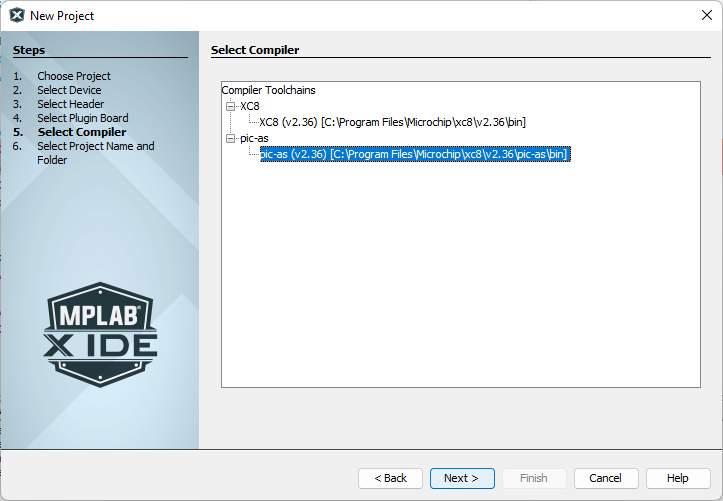 New Project
Steps
1. Choose Project
2. Select Device
3. Select Header
4. Select Plugin Board
5. Select Compiler
6. Select Project Name and
Folder
MPLAB®
X IDE
Select Compiler
Compiler Toolchains
XC8
XC8 (v2.36) [C:\Program Files\Microchip\xc8\v2.36\bin]
pic-as
pic-as (v2.36) [C:\Program Files\Microchip\xc8\v2.36\pic-as\bin]
< Back
Next >
Finish
Cancel
Help